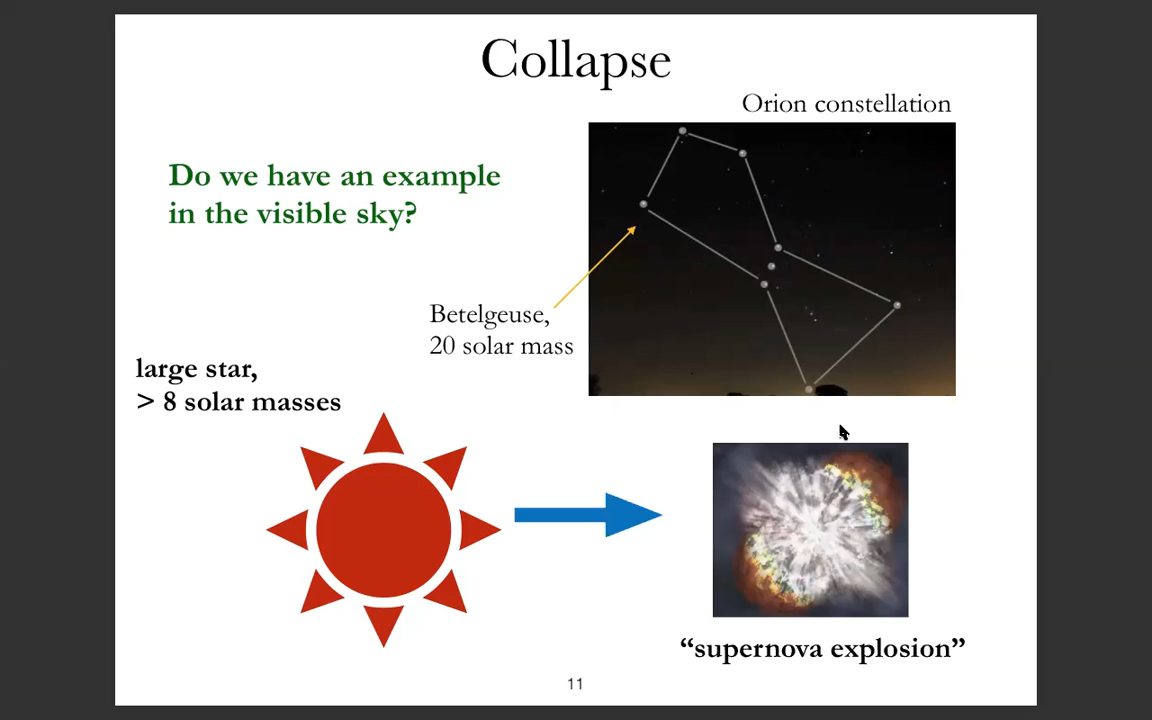 Collapse
Orion constellation
Do we have an example
in the visible sky?
Betelgeuse,
20 solar mass
large star,
> 8 solar masses
“supernova explosion”
11